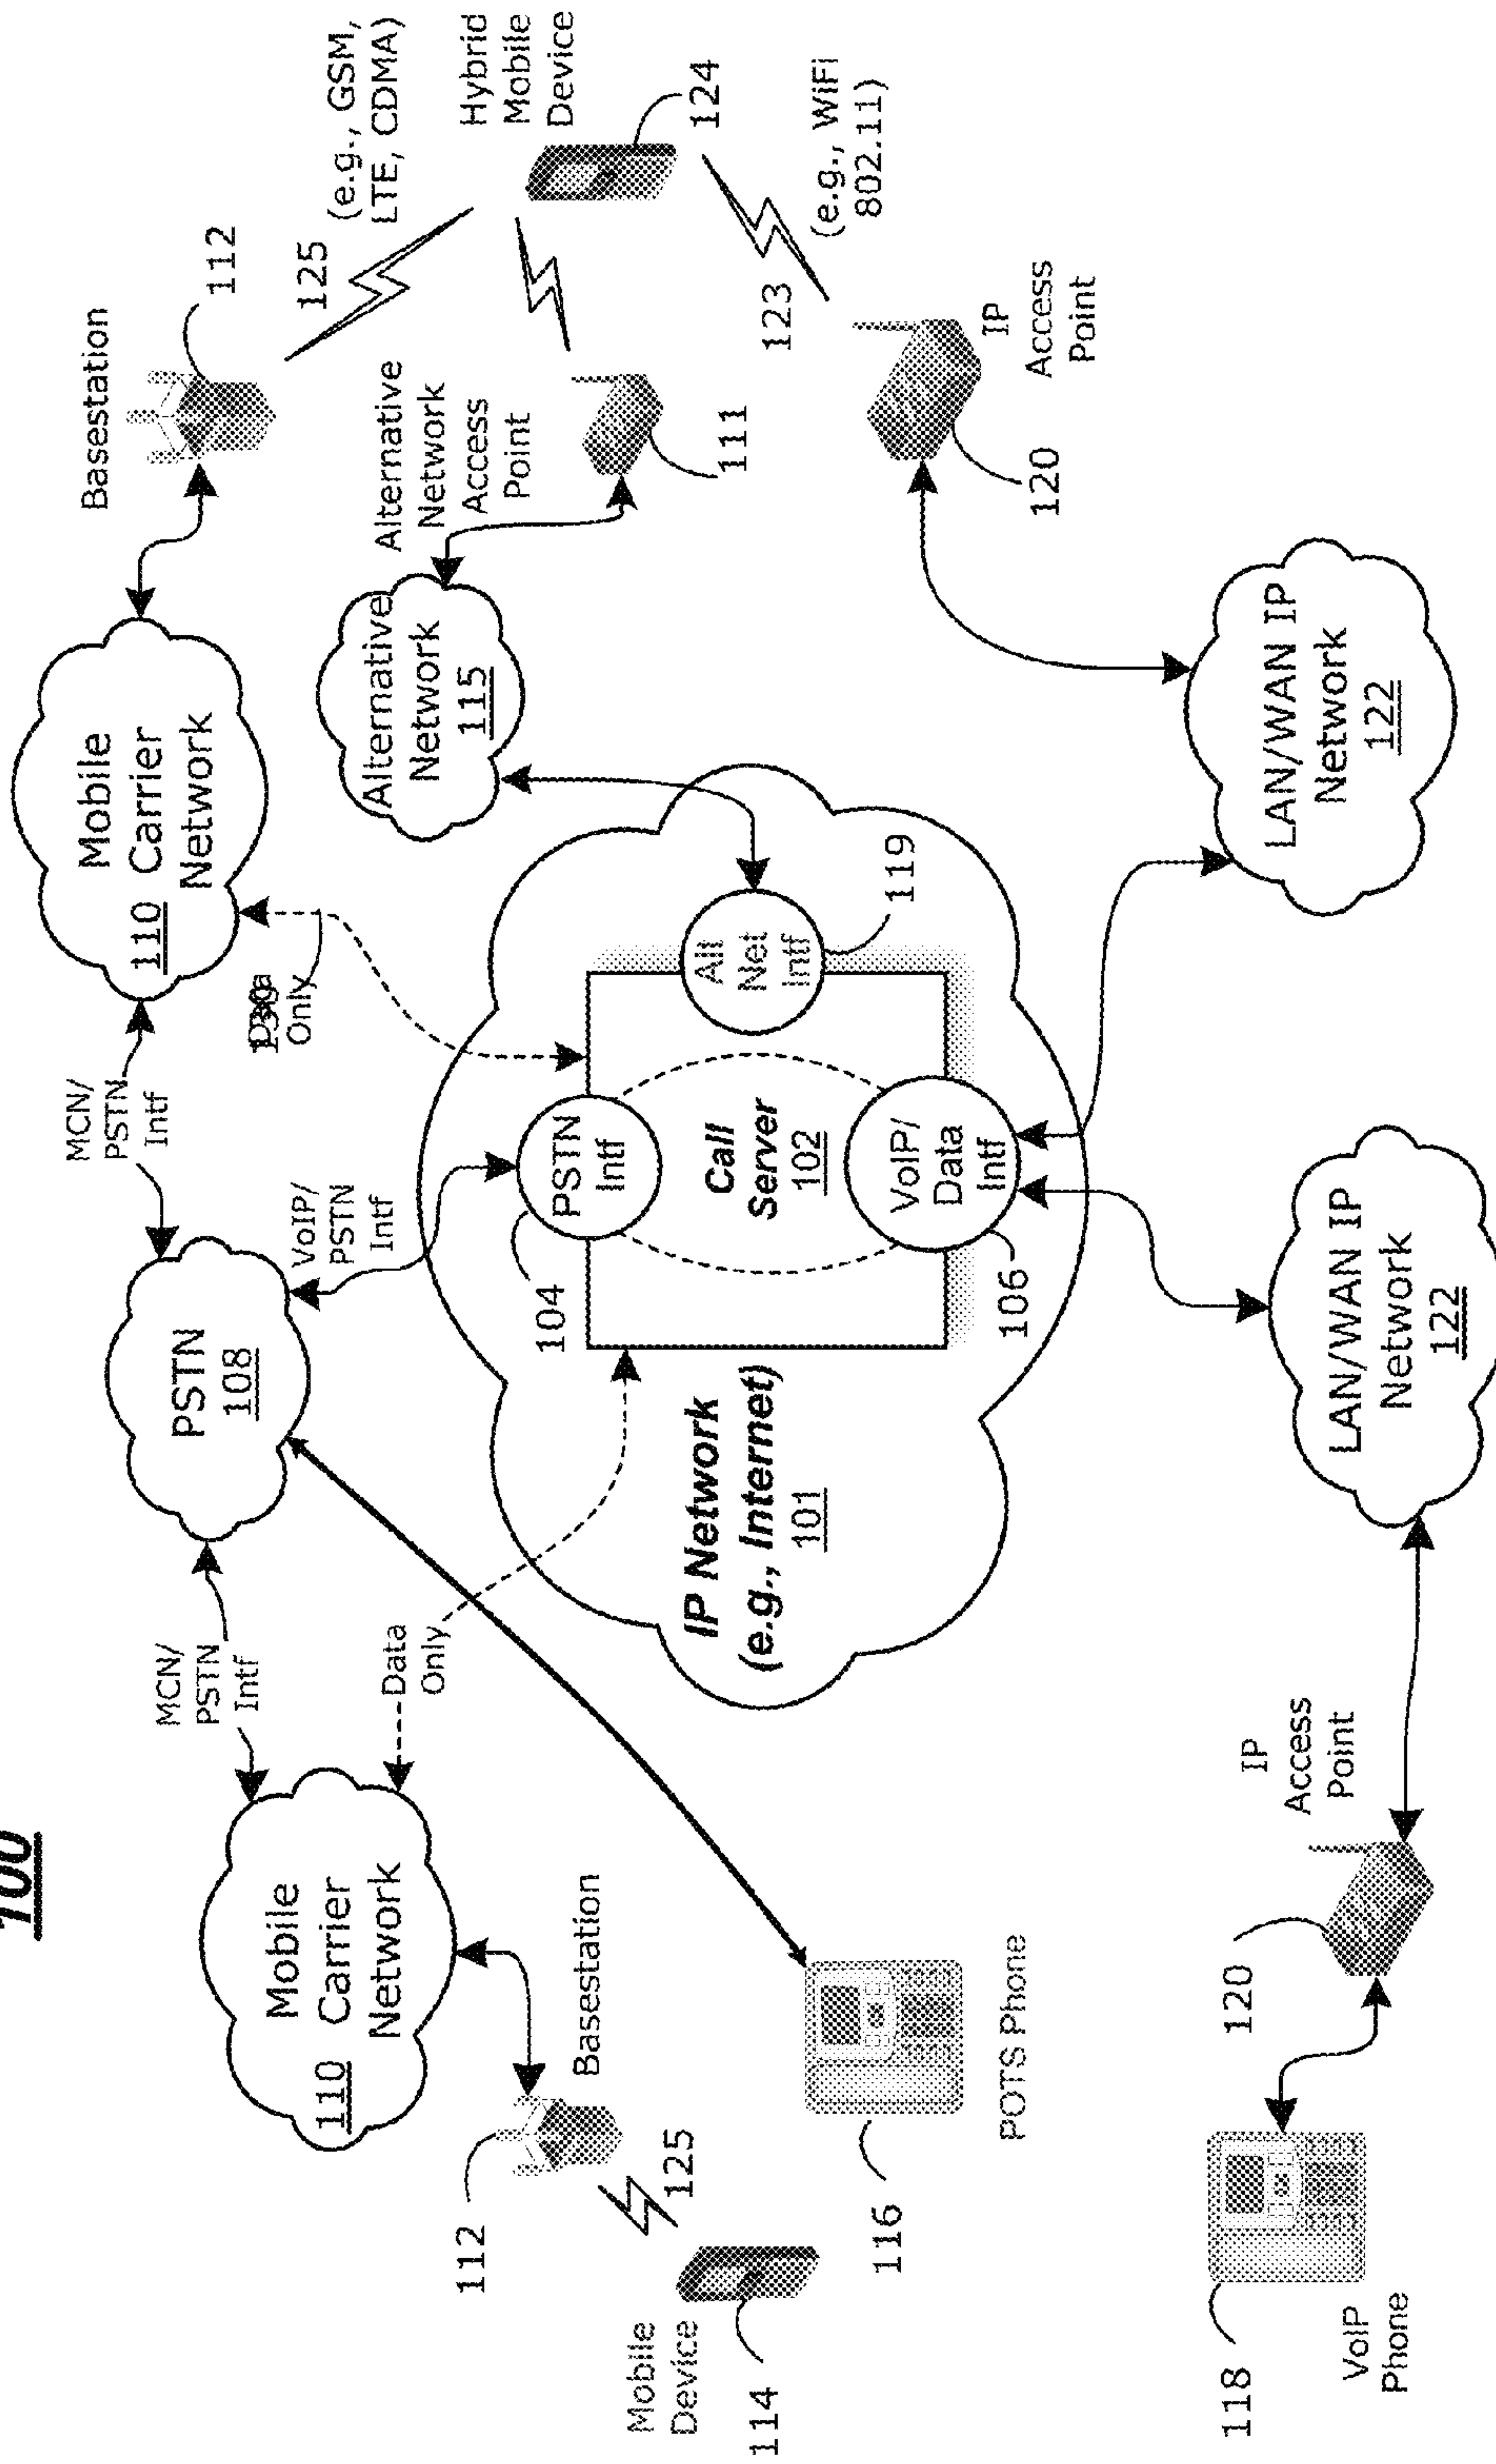 100
MCN/
PSTN
Intf
MCN/
PSTN
Intf
Mobile
110 Carrier
Network
Basestation
112
125
(e.g., GSM,
LTE, CDMA)
PSTN
108
VoIP/
PSTN
Intf
Only
Alternative
Network
115
Alternative
Network
Access
Point
111
Hybrid
Mobile
Device
124
Mobile
110 Carrier
Network
Data
Only
112
Basestation
125
Mobile
Device
114
116
POTS Phone
IP Network
(e.g., Internet)
101
104
PSTN
Intf
Call
Server
102
Alt
Net
Intf
119
VoIP/
Data
Intf
106
123
(e.g., WiFi
802.11)
IP
Access
Point
120
LAN/WAN IP
Network
122
LAN/WAN IP
Network
122
IP
Access
Point
120
118
VoIP
Phone